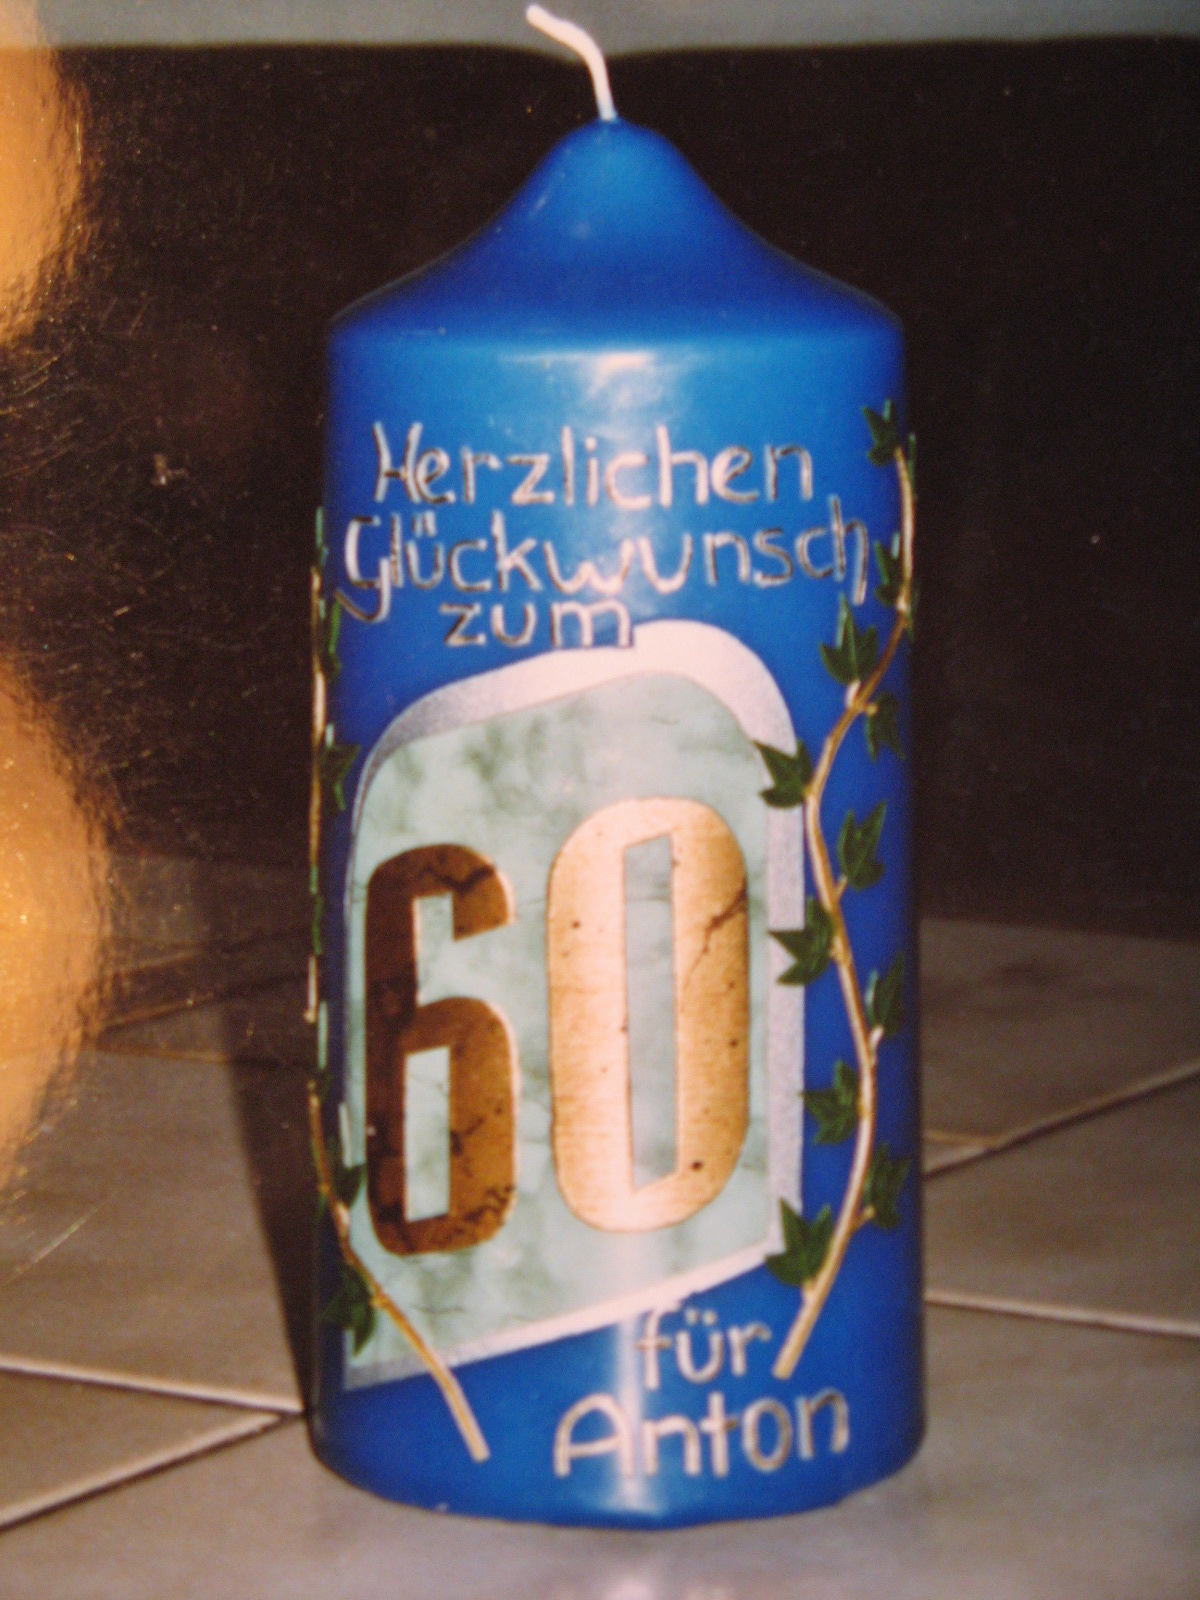 Herzlichen
Glückwunsch
zum
60
für
Anton